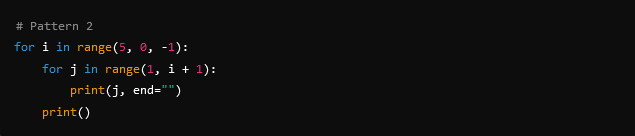 # Pattern 2
for i in range(5, 0, -1):
    for j in range(1, i + 1):
        print(j, end="")
    print()